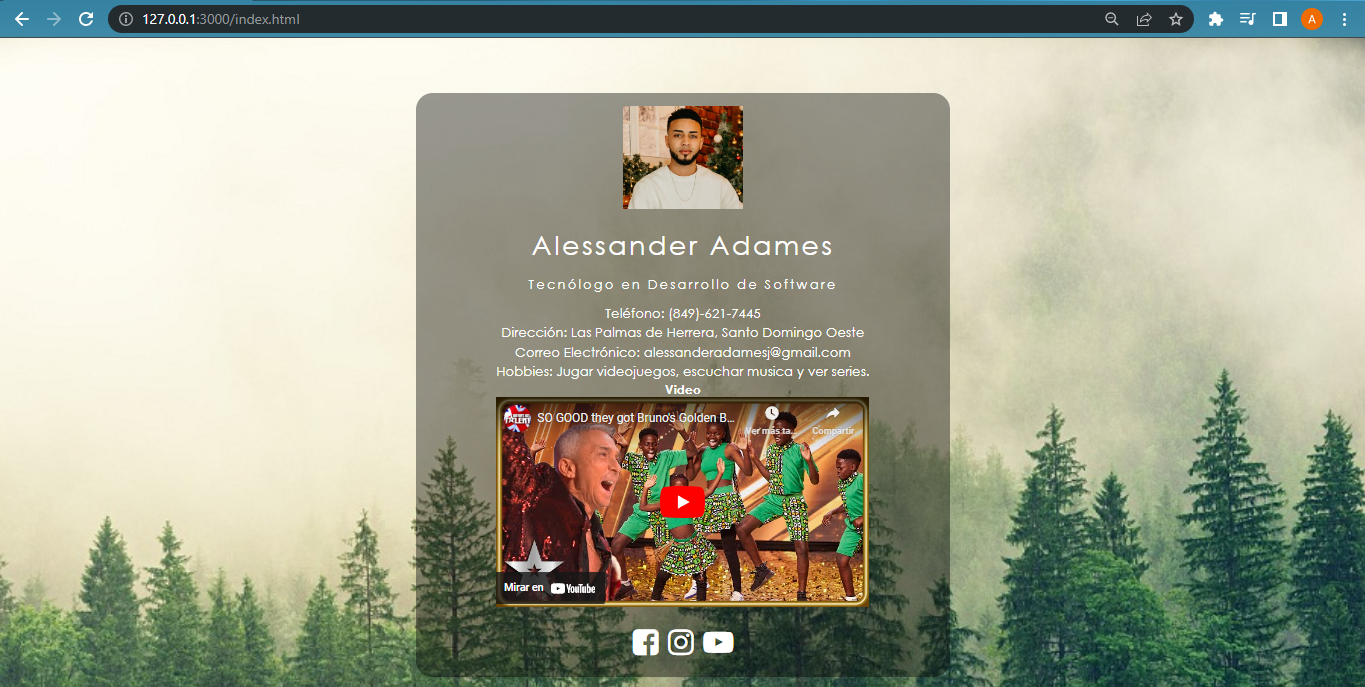 127.0.0.1:3000/index.html
A
Alessander Adames
Tecnólogo en Desarrollo de Software
Teléfono: (849)-621-7445
Dirección: Las Palmas de Herrera, Santo Domingo Oeste
Correo Electrónico: alessanderadamesj@gmail.com
Hobbies: Jugar videojuegos, escuchar musica y ver series.
Video
SO GOOD they got Bruno's Golden B...
Ver más ta...
Compartir
TALENT
Mirar en YouTube